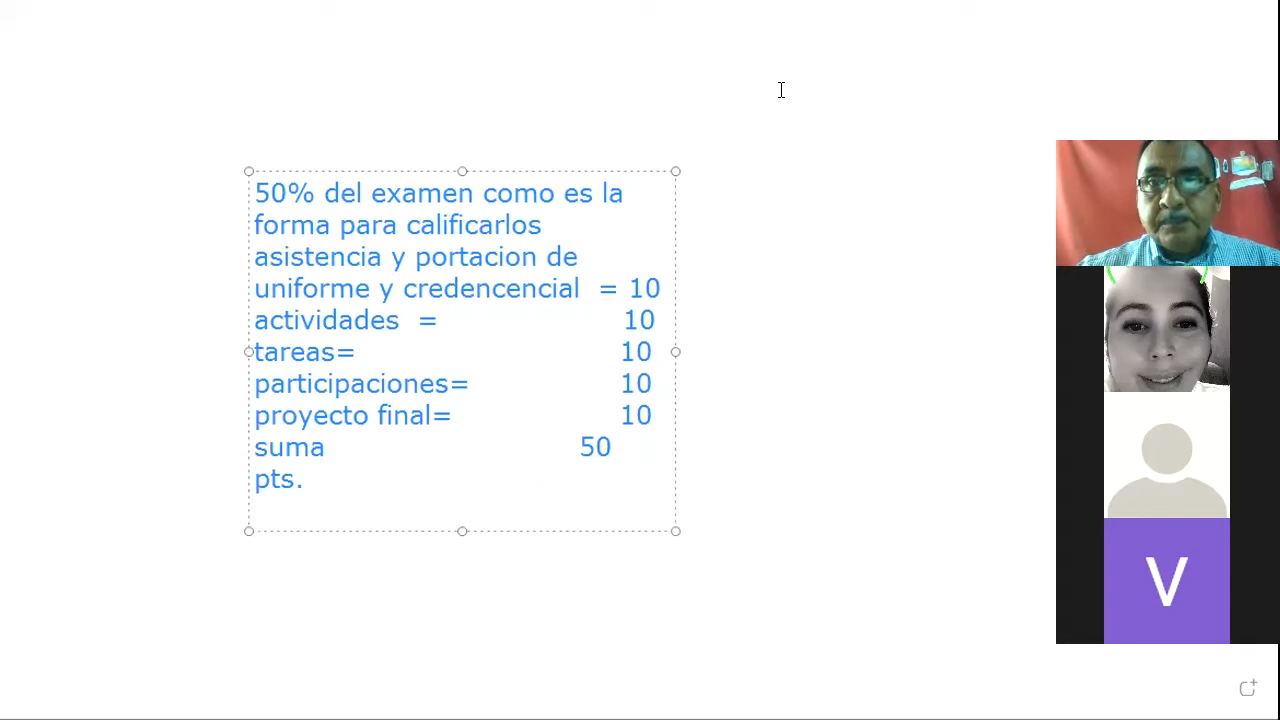 50% del examen como es la
forma para calificarlos
asistencia y portacion de
uniforme y credencencial = 10
actividades = 10
tareas= 10
participaciones= 10
proyecto final= 10
suma 50
pts.
V